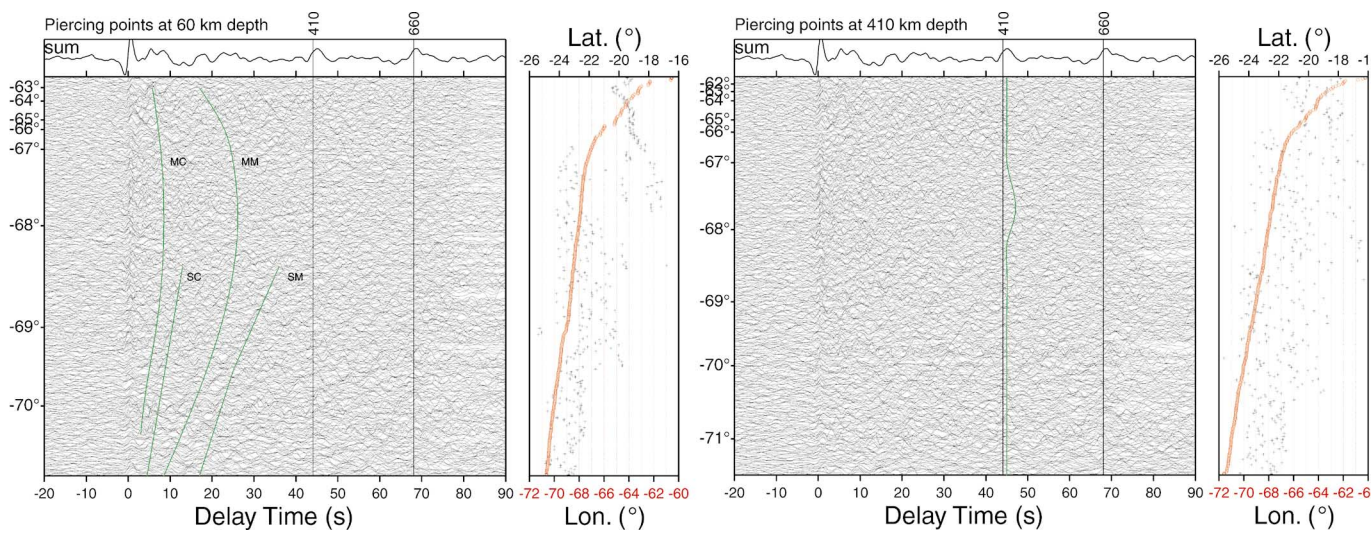 Piercing points at 60 km depth
410
660
sum
-63°
-64°
-65°
-66°
-67°
-68°
-69°
-70°
MC
MM
SC
SM
-20 -10 0 10 20 30 40 50 60 70 80 90
Delay Time (s)
Lat. (°)
-26 -24 -22 -20 -18 -16
-72 -70 -68 -66 -64 -62 -60
Lon. (°)
Piercing points at 410 km depth
410
660
sum
-62°
-63°
-64°
-65°
-66°
-67°
-68°
-69°
-70°
-71°
-20 -10 0 10 20 30 40 50 60 70 80 90
Delay Time (s)
Lat. (°)
-26 -24 -22 -20 -18 -1
-72 -70 -68 -66 -64 -62 -6
Lon. (°)